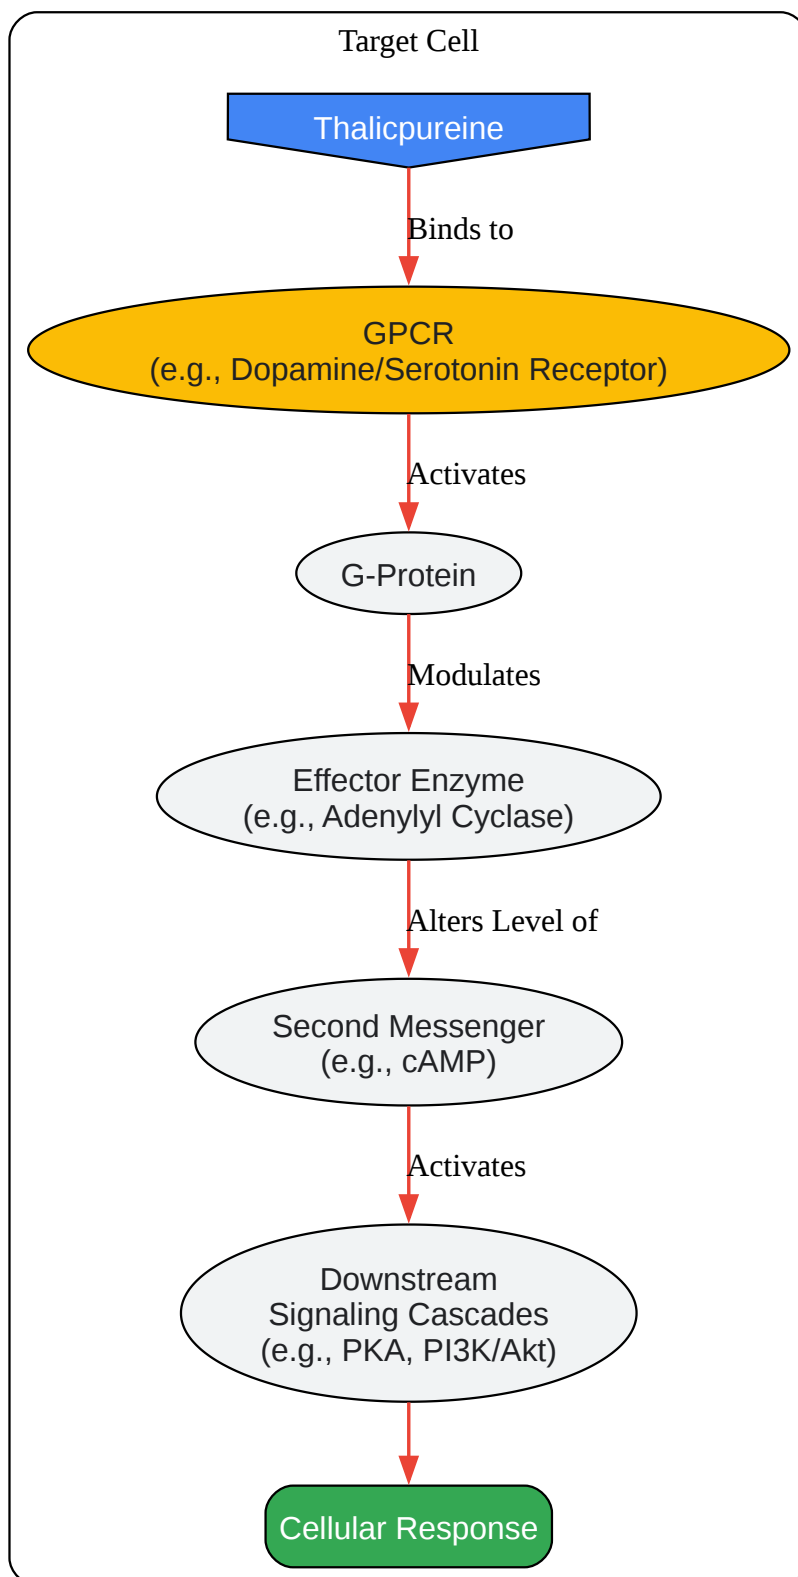 Target Cell
Thalicpureine
Binds to
GPCR
(e.g., Dopamine/Serotonin Receptor)
Activates
G-Protein
Modulates
Effector Enzyme
(e.g., Adenylyl Cyclase)
Alters Level of
Second Messenger
(e.g., cAMP)
Activates
Downstream
Signaling Cascades
(e.g., PKA, PI3K/Akt)
Cellular Response